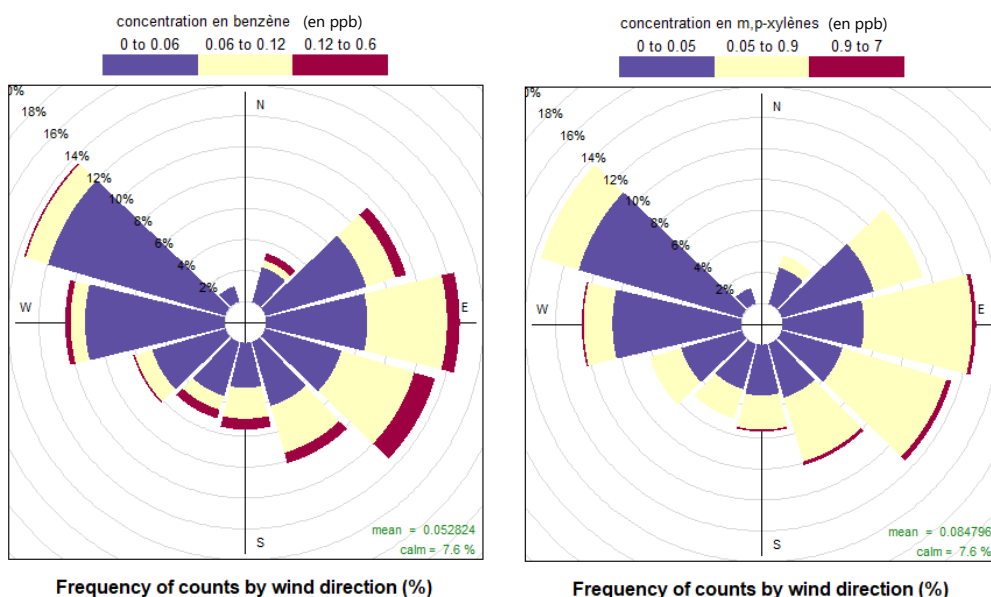 concentration en benzène (en ppb)
0 to 0.06 0.06 to 0.12 0.12 to 0.6
0%
18%
16%
14%
12%
10%
8%
6%
4%
2%
N
W
E
S
mean = 0.052824
calm = 7.6 %
Frequency of counts by wind direction (%)
concentration en m,p-xylènes (en ppb)
0 to 0.05 0.05 to 0.9 0.9 to 7
0%
18%
16%
14%
12%
10%
8%
6%
4%
2%
N
W
E
S
mean = 0.084796
calm = 7.6 %
Frequency of counts by wind direction (%)